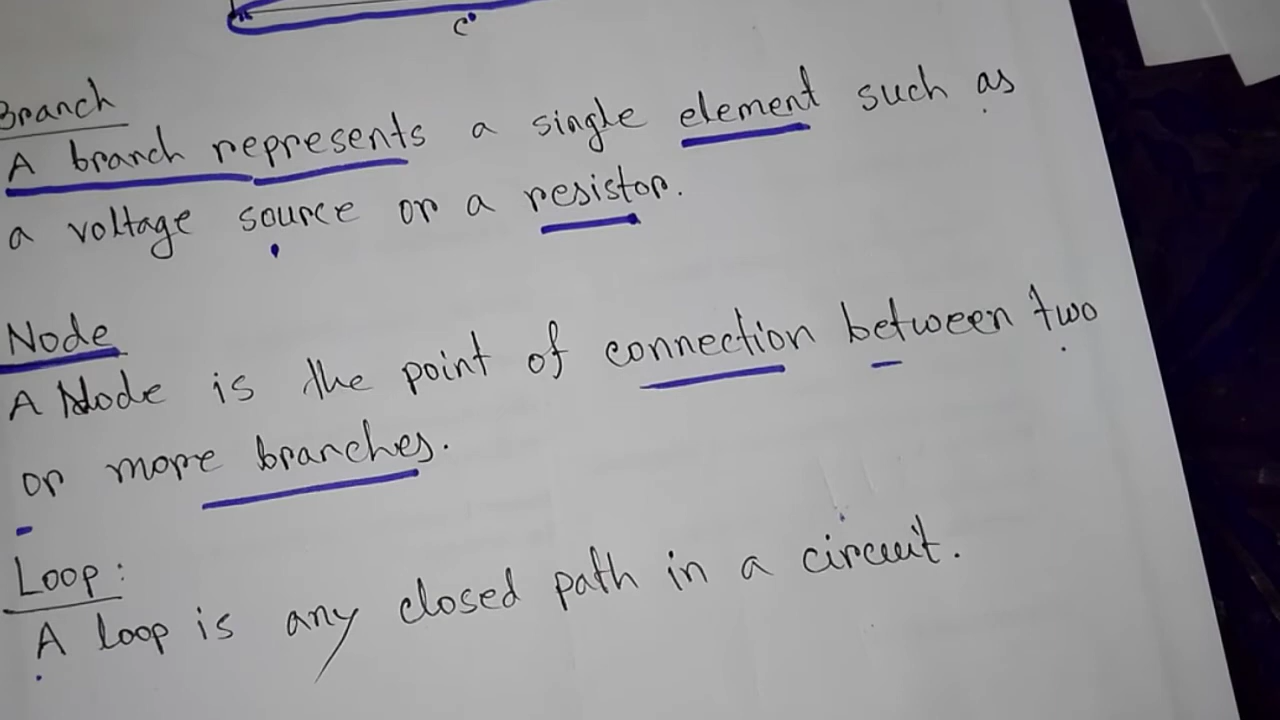 c
Branch
A branch represents a single element such as
a voltage source or a resistor.
Node
A Node is the point of connection between two
or more branches.
Loop:
A loop is any closed path in a circuit.